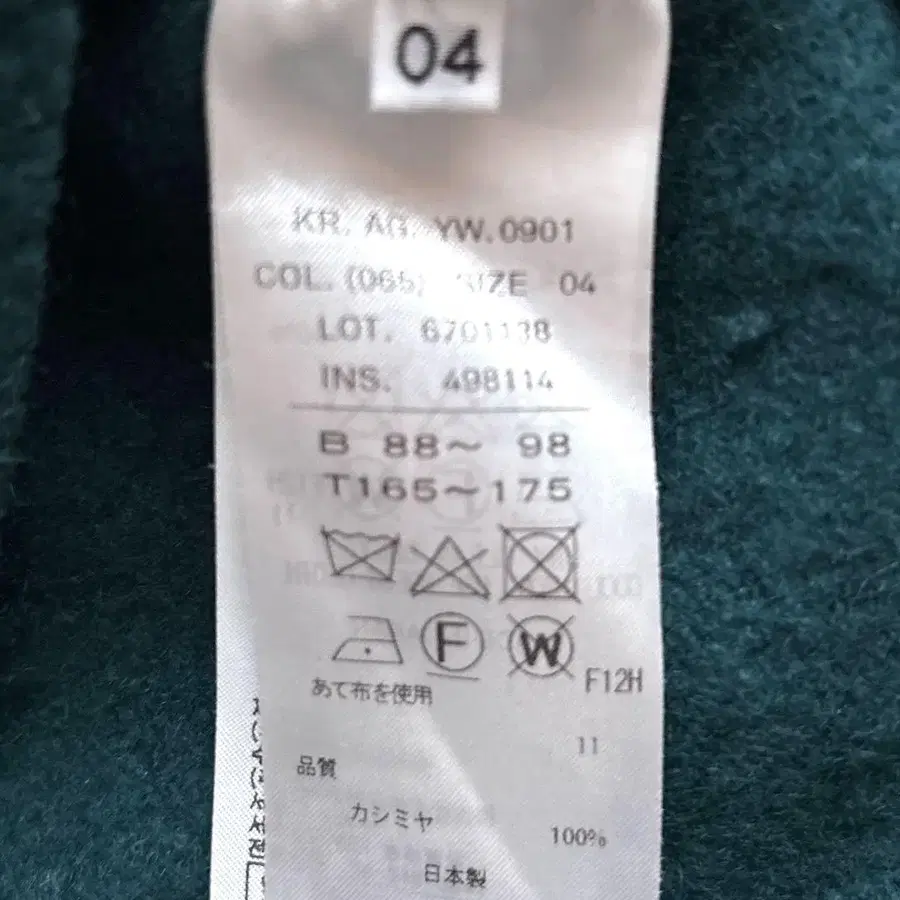 04
KR. AG. YW.0901
COL. (065) SIZE 04
LOT. 6701138
INS. 498114
B 88～ 98
T165～175
F W
あて布を使用
F12H
11
品質
カシミヤ 100%
日本製